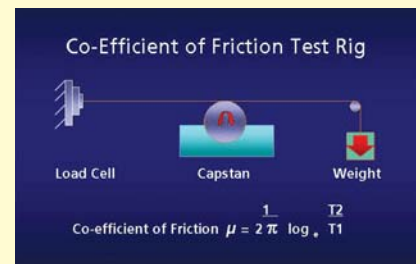 Co-Efficient of Friction Test Rig
Load Cell Capstan Weight
1 T2
Co-efficient of Friction μ = 2 π log e T1